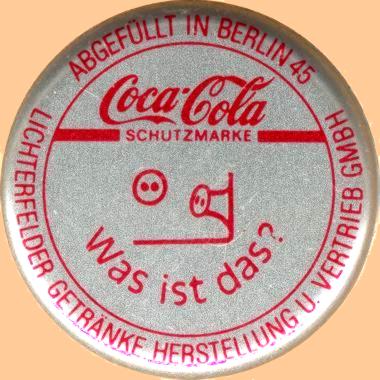 ABGEFÜLLT IN BERLIN 45
Coca-Cola
SCHUTZMARKE
Was ist das?
LICHTERFELDER GETRÄNKE HERSTELLUNG U. VERTRIEB GMBH